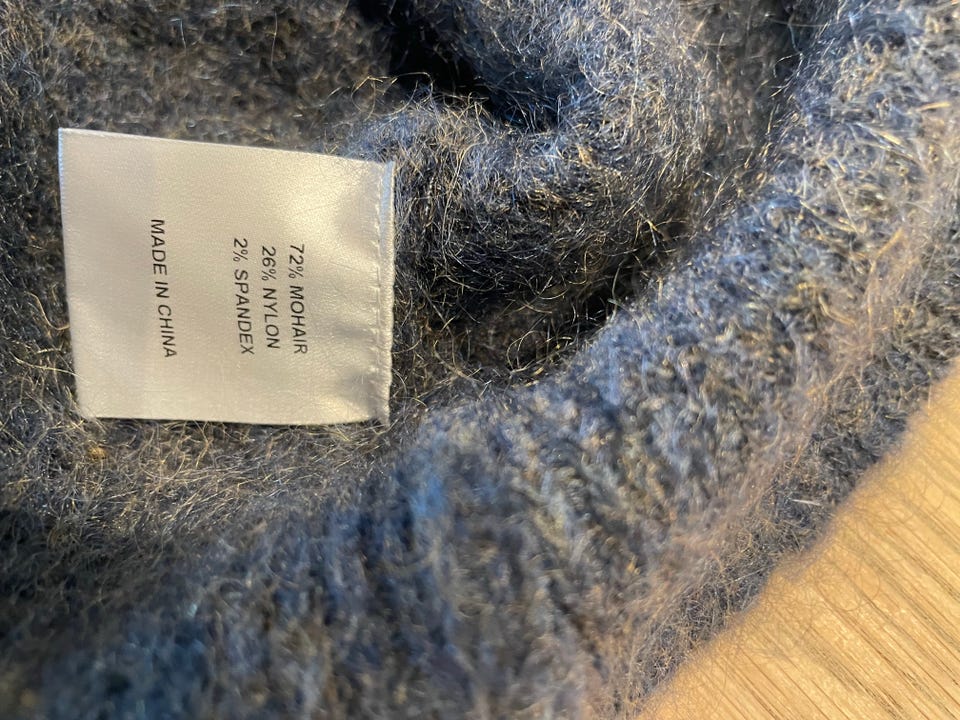 72% MOHAIR
26% NYLON
2% SPANDEX
MADE IN CHINA